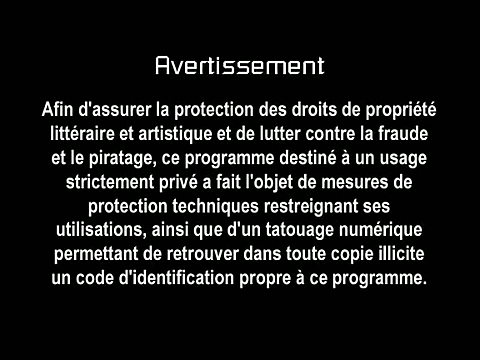 Avertissement
Afin d'assurer la protection des droits de propriété
littéraire et artistique et de lutter contre la fraude
et le piratage, ce programme destiné à un usage
strictement privé a fait l'objet de mesures de
protection techniques restreignant ses
utilisations, ainsi que d'un tatouage numérique
permettant de retrouver dans toute copie illicite
un code d'identification propre à ce programme.